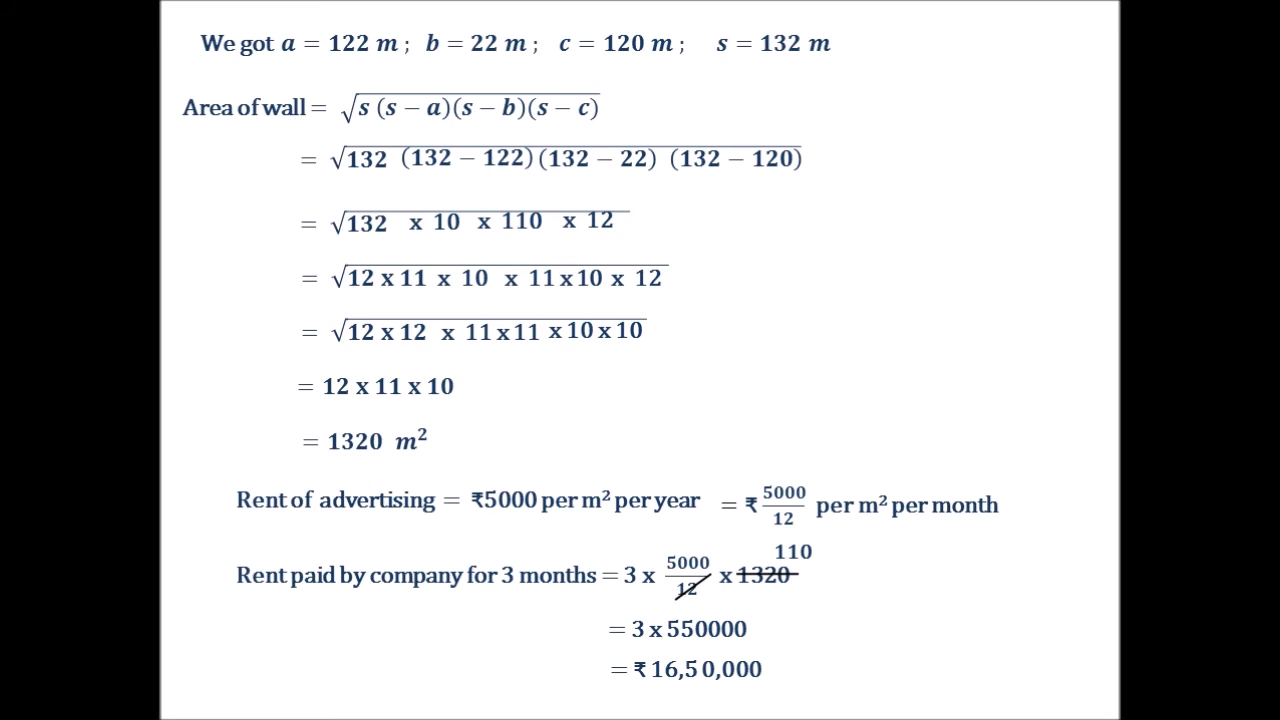 We got a = 122 m ; b = 22 m ; c = 120 m ; s = 132 m
Area of wall = √s (s − a)(s − b)(s − c)
= √132 (132 − 122) (132 − 22) (132 − 120)
= √132 x 10 x 110 x 12
= √12 x 11 x 10 x 11 x 10 x 12
= √12 x 12 x 11 x 11 x 10 x 10
= 12 x 11 x 10
= 1320 m²
Rent of advertising = ₹5000 per m² per year = ₹ 5000/12 per m² per month
110
Rent paid by company for 3 months = 3 x 5000/12 x 1320
= 3 x 550000
= ₹ 16,50,000